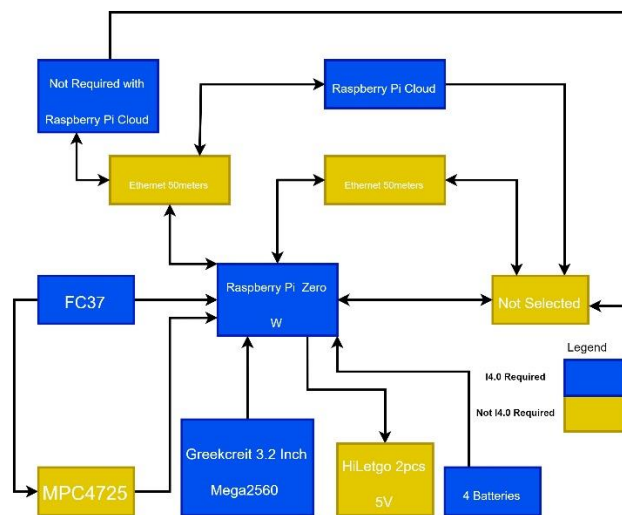 Not Required with
Raspberry Pi Cloud
Raspberry Pi Cloud
Ethernet 50meters
Ethernet 50meters
Raspberry Pi Zero
W
FC37
Not Selected
Legend
I4.0 Required
Not I4.0 Required
Greekcreit 3.2 Inch
Mega2560
HiLetgo 2pcs
5V
MPC4725
4 Batteries